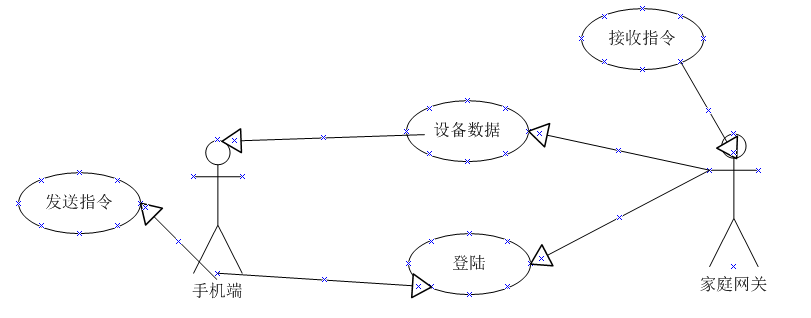 接收指令
设备数据
发送指令
登陆
手机端
家庭网关